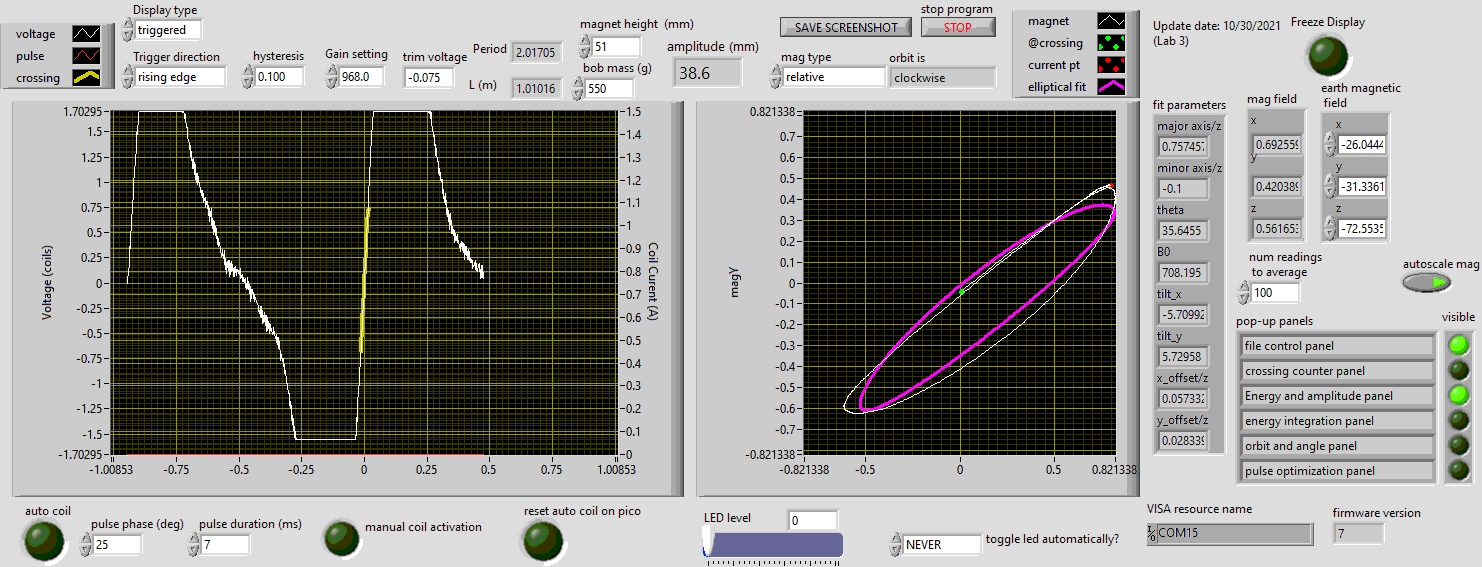 voltage
pulse
crossing
Display type
triggered
Trigger direction
rising edge
hysteresis
0.100
Gain setting
968.0
trim voltage
-0.075
Period
2.01705
L (m)
1.01016
magnet height (mm)
51
bob mass (g)
550
amplitude (mm)
38.6
SAVE SCREENSHOT
stop program
STOP
mag type
relative
orbit is
clockwise
magnet
@crossing
current pt
elliptical fit
Update date: 10/30/2021
(Lab 3)
Freeze Display
Voltage (coils)
1.70295
1.5
1.25
1
0.75
0.5
0.25
0
-0.25
-0.5
-0.75
-1
-1.25
-1.5
-1.70295
-1.00853
-0.75
-0.5
-0.25
0
0.25
0.5
0.75
1.00853
1.5
1.4
1.3
1.2
1.1
1
0.9
0.8
0.7
0.6
0.5
0.4
0.3
0.2
0.1
0
Coil Curent (A)
magy
0.821338
0.7
0.6
0.5
0.4
0.3
0.2
0.1
0
-0.1
-0.2
-0.3
-0.4
-0.5
-0.6
-0.7
-0.821338
-0.821338
-0.5
0
0.5
0.821338
fit parameters
major axis/z
0.757457
minor axis/z
-0.1
theta
35.6455
B0
708.195
tilt_x
-5.70992
tilt_y
5.72958
x_offset/z
0.057332
y_offset/z
0.028339
mag field
x
0.692559
y
0.420389
z
0.561653
earth magnetic
field
x
-26.0444
y
-31.3361
z
-72.5535
num readings
to average
100
autoscale mag
pop-up panels
visible
file control panel
crossing counter panel
Energy and amplitude panel
energy integration panel
orbit and angle panel
pulse optimization panel
auto coil
pulse phase (deg)
25
pulse duration (ms)
7
manual coil activation
reset auto coil on pico
LED level
0
NEVER
toggle led automatically?
VISA resource name
COM15
firmware version
7